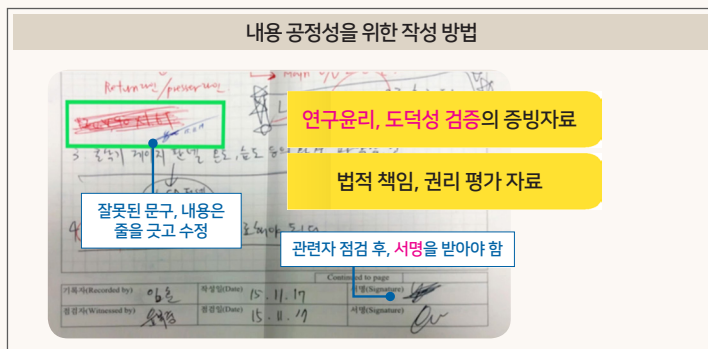 내용 공정성을 위한 작성 방법
Return line / pressure line
연구윤리, 도덕성 검증의 증빙자료
법적 책임, 권리 평가 자료
잘못된 문구, 내용은
줄을 긋고 수정
관련자 점검 후, 서명을 받아야 함
Continued to page
기록자(Recorded by) 작성일(Date) 15.11.17 서명(Signature)
점검자(Witnessed by) 점검일(Date) 15.11.17 서명(Signature)